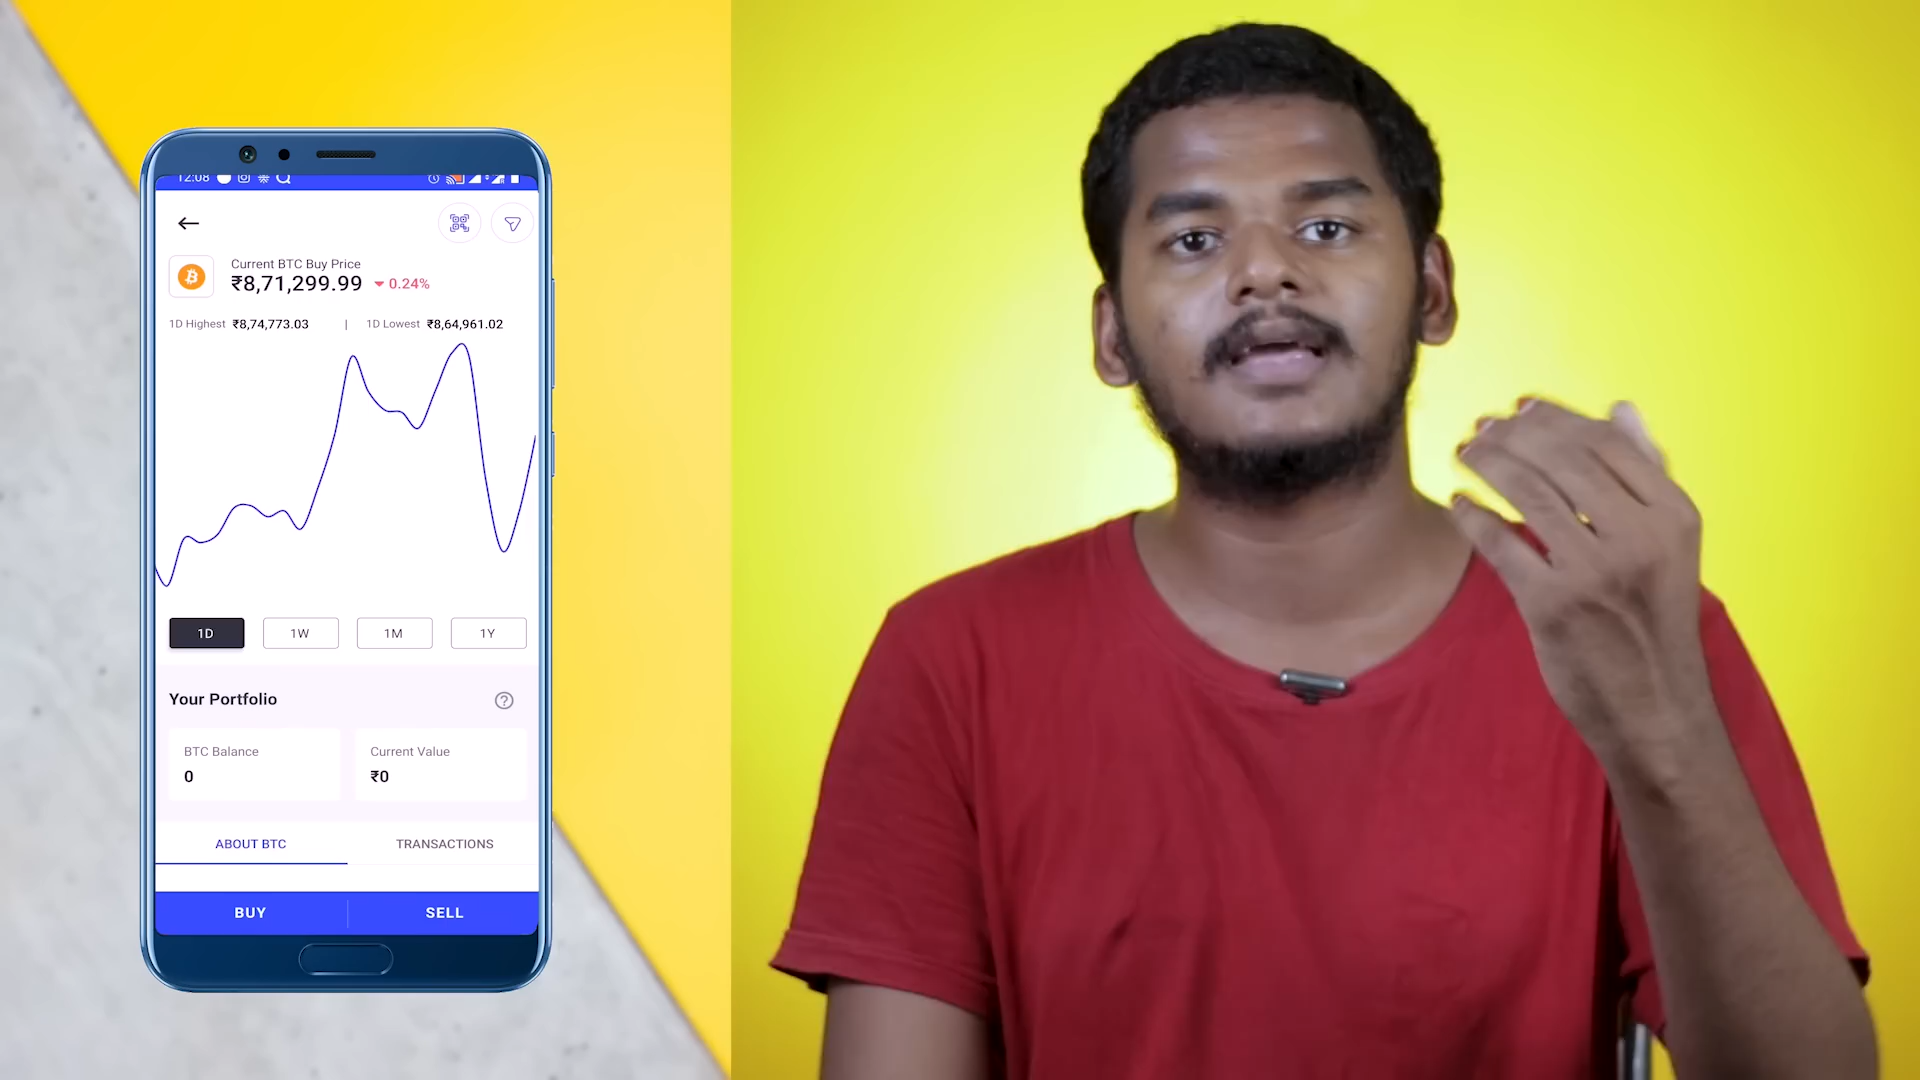 12:08
Current BTC Buy Price
₹8,71,299.99 0.24%
1D Highest ₹8,74,773.03 | 1D Lowest ₹8,64,961.02
1D 1W 1M 1Y
Your Portfolio
BTC Balance Current Value
0 ₹0
ABOUT BTC TRANSACTIONS
BUY SELL